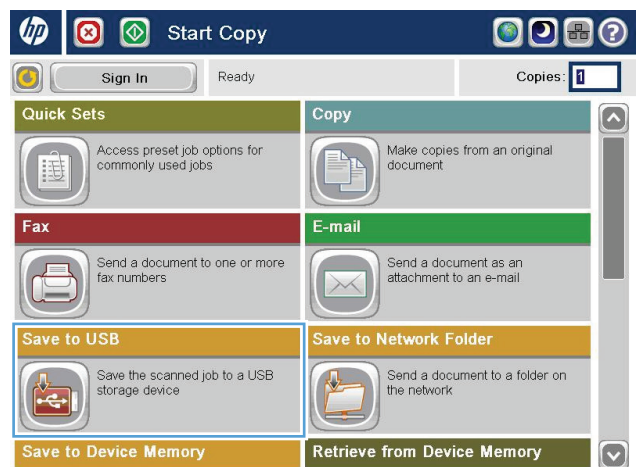 hp
Start Copy
?
Sign In
Ready
Copies: 1
Quick Sets
Access preset job options for
commonly used jobs
Copy
Make copies from an original
document
Fax
Send a document to one or more
fax numbers
E-mail
Send a document as an
attachment to an e-mail
Save to USB
Save the scanned job to a USB
storage device
Save to Network Folder
Send a document to a folder on
the network
Save to Device Memory
Retrieve from Device Memory